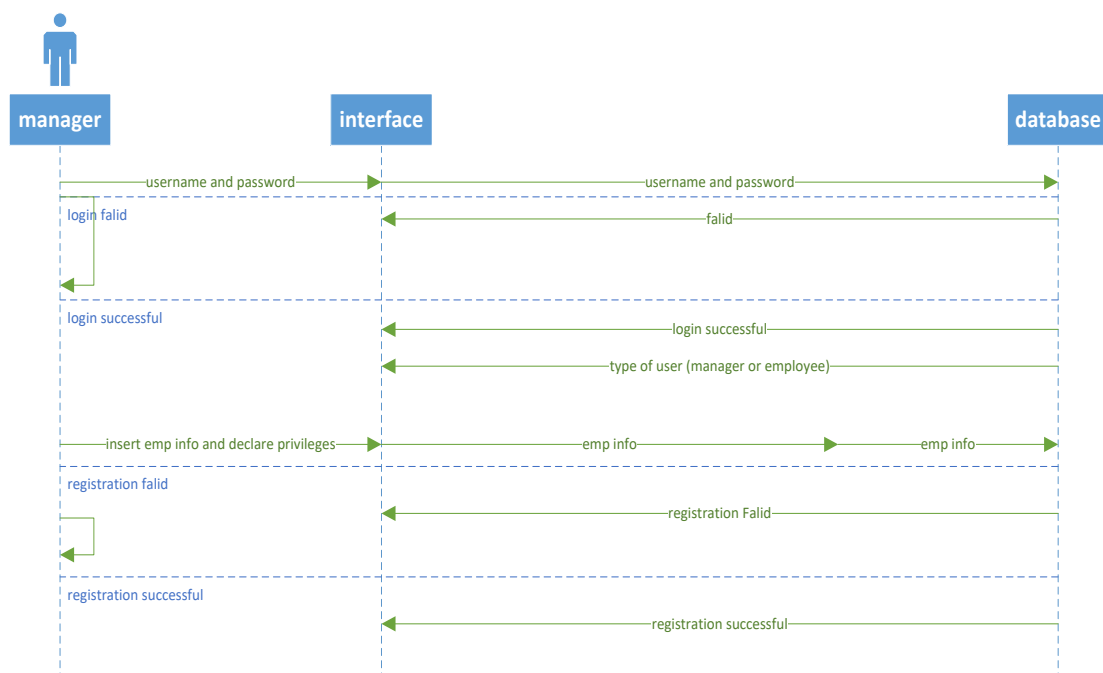 manager
interface
database
username and password
username and password
login falid
falid
login successful
login successful
type of user (manager or employee)
insert emp info and declare privileges
emp info
emp info
registration falid
registration Falid
registration successful
registration successful